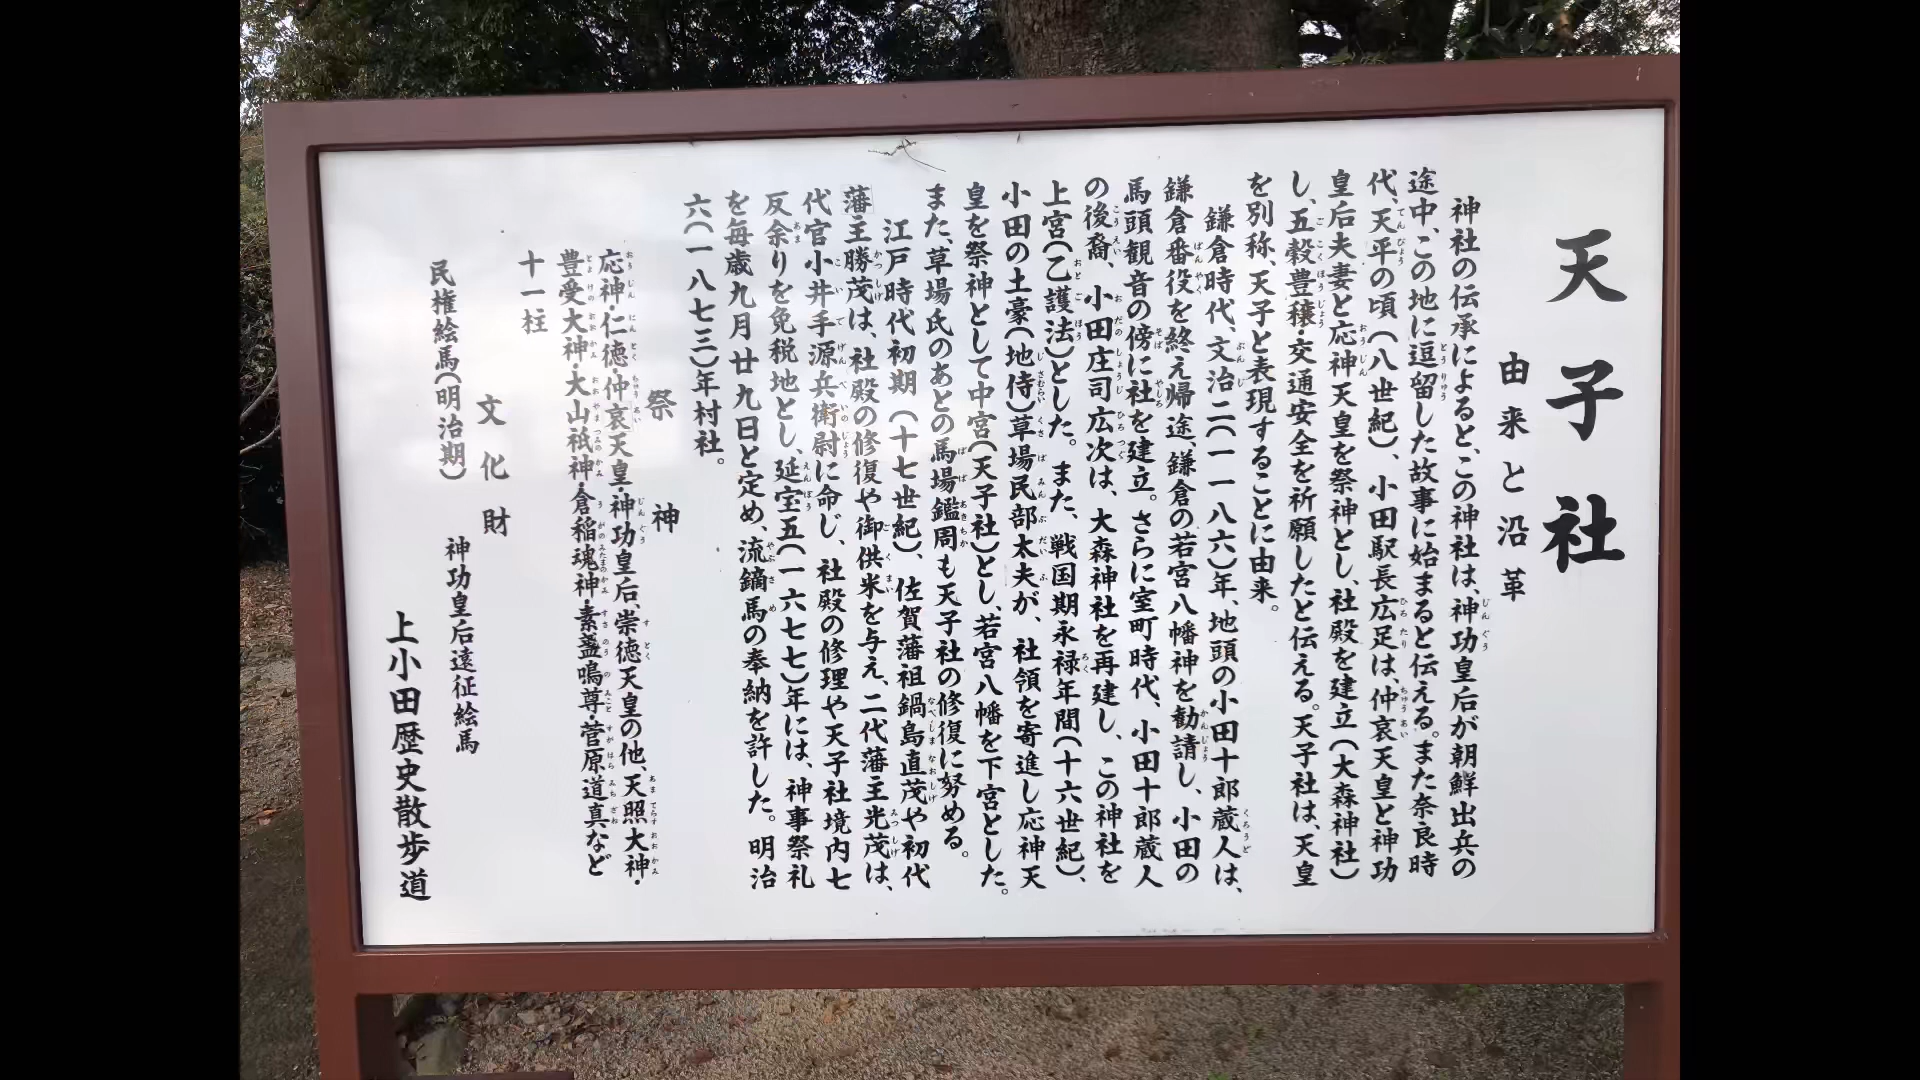 天子社
由来と沿革
神社の伝承によると、この神社は、神功皇后が朝鮮出兵の
途中、この地に逗留した故事に始まると伝える。また奈良時
代、天平の頃（八世紀）、小田駅長広足は、仲哀天皇と神功
皇后夫妻と応神天皇を祭神とし、社殿を建立（大森神社）
し、五穀豊穣・交通安全を祈願したと伝える。天子社は、天皇
を別称、天子と表現することに由来。
鎌倉時代、文治二（一一八六）年、地頭の小田十郎蔵人は、
鎌倉番役を終え帰途、鎌倉の若宮八幡神を勧請し、小田の
馬頭観音の傍に社を建立。さらに室町時代、小田十郎蔵人
の後裔、小田庄司広次は、大森神社を再建し、この神社を
上宮（乙護法）とした。また、戦国期永禄年間（十六世紀）、
小田の土豪（地侍）草場民部太夫が、社領を寄進し応神天
皇を祭神として中宮（天子社）とし、若宮八幡を下宮とした。
また、草場氏のあとの馬場鑑周も天子社の修復に努める。
江戸時代初期（十七世紀）、佐賀藩祖鍋島直茂や初代
藩主勝茂は、社殿の修復や御供米を与え、二代藩主光茂は、
代官小井手源兵衛尉に命じ、社殿の修理や天子社境内七
反余りを免税地とし、延宝五（一六七七）年には、神事祭礼
を毎歳九月廿九日と定め、流鏑馬の奉納を許した。明治
六（一八七三）年村社。
祭神
応神・仁徳・仲哀天皇・神功皇后、崇徳天皇の他、天照大神・
豊受大神・大山祇神・倉稲魂神・素盞鳴尊・菅原道真など
十一柱
文化財
民権絵馬（明治期） 神功皇后遠征絵馬
上小田歴史散歩道